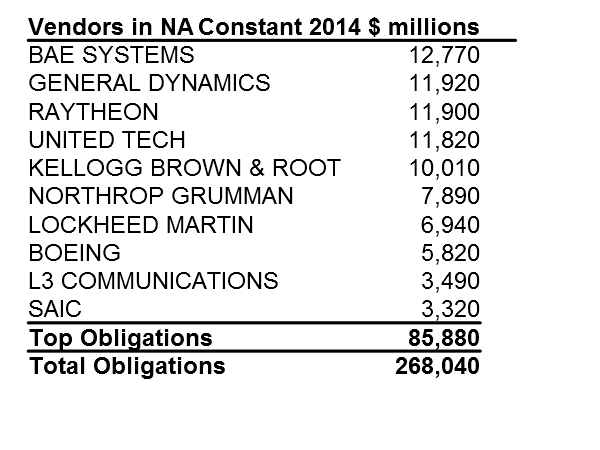 Vendors in NA Constant 2014 $ millions
BAE SYSTEMS 12,770
GENERAL DYNAMICS 11,920
RAYTHEON 11,900
UNITED TECH 11,820
KELLOGG BROWN & ROOT 10,010
NORTHROP GRUMMAN 7,890
LOCKHEED MARTIN 6,940
BOEING 5,820
L3 COMMUNICATIONS 3,490
SAIC 3,320
Top Obligations 85,880
Total Obligations 268,040